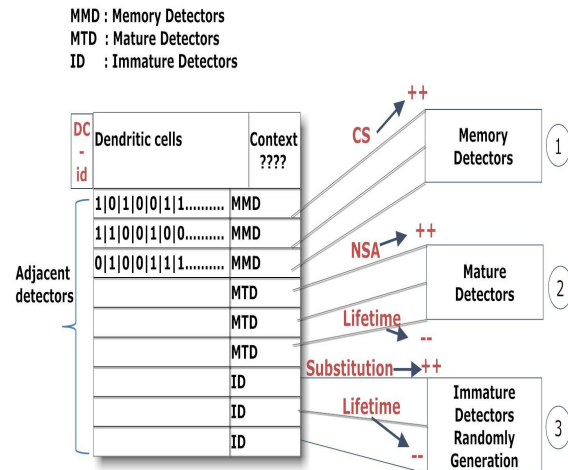 MMD : Memory Detectors
MTD : Mature Detectors
ID : Immature Detectors
DC
-
id
Dendritic cells
Context
????
1|0|1|0|0|1|1.......... MMD
1|1|0|0|1|0|0.......... MMD
0|1|0|0|1|1|1.......... MMD
MTD
MTD
MTD
ID
ID
ID
Adjacent
detectors
CS
++
Memory
Detectors
1
NSA
++
Mature
Detectors
2
Lifetime
--
Substitution
++
Lifetime
--
Immature
Detectors
Randomly
Generation
3